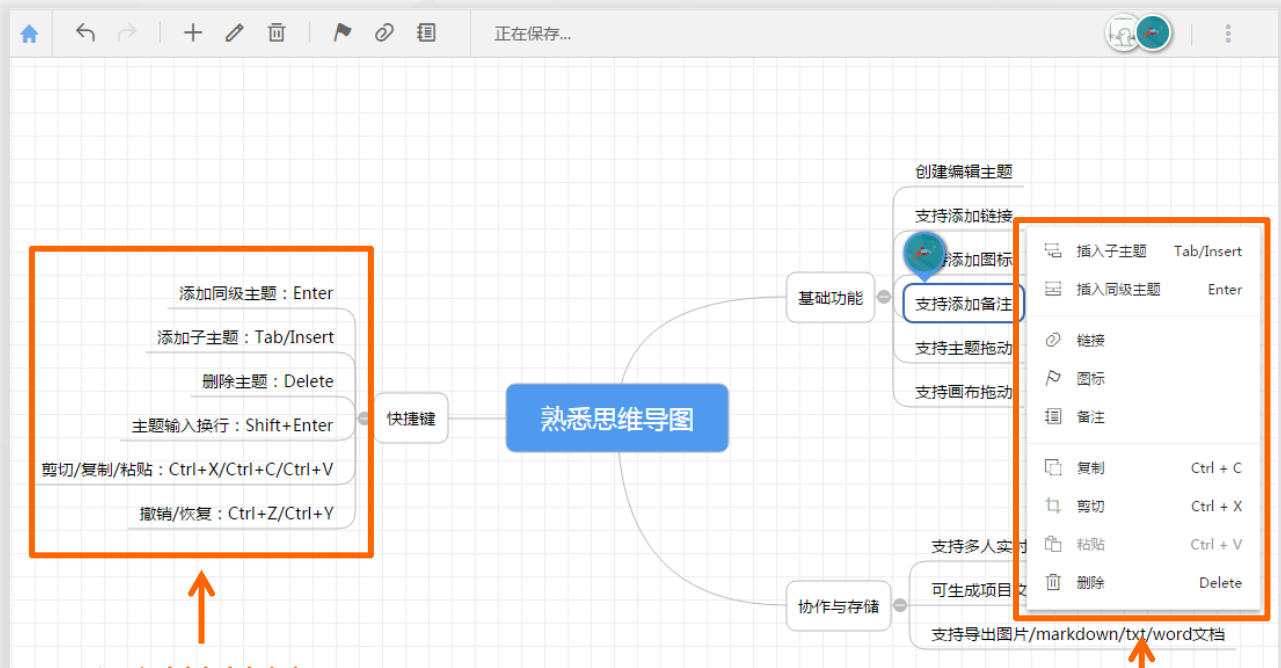 正在保存...
添加同级主题：Enter
添加子主题：Tab/Insert
删除主题：Delete
主题输入换行：Shift+Enter
剪切/复制/粘贴：Ctrl+X/Ctrl+C/Ctrl+V
撤销/恢复：Ctrl+Z/Ctrl+Y
快捷键
熟悉思维导图
基础功能
创建编辑主题
支持添加链接
添加图标
支持添加备注
支持主题拖动
支持画布拖动
协作与存储
支持多人实时
可生成项目文
支持导出图片/markdown/txt/word文档
插入子主题 Tab/Insert
插入同级主题 Enter
链接
图标
备注
复制 Ctrl + C
剪切 Ctrl + X
粘贴 Ctrl + V
删除 Delete